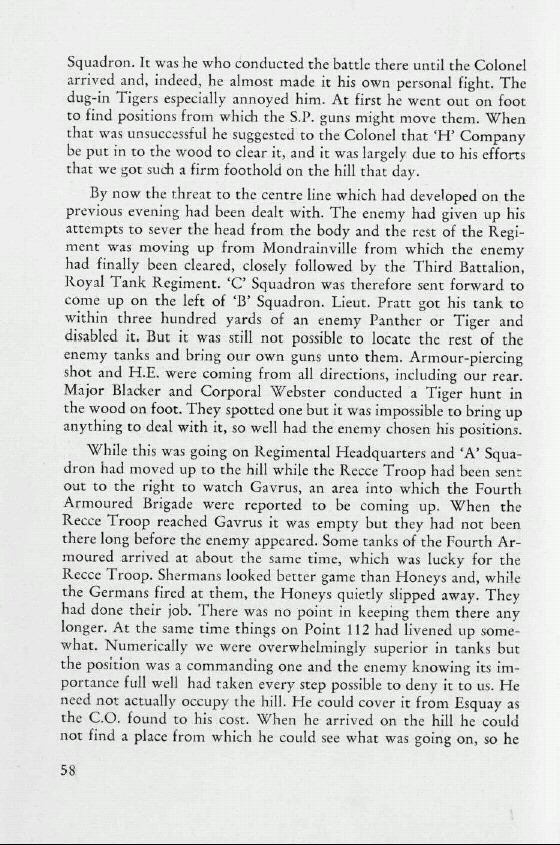 Squadron. It was he who conducted the battle there until the Colonel
arrived and, indeed, he almost made it his own personal fight. The
dug-in Tigers especially annoyed him. At first he went out on foot
to find positions from which the S.P. guns might move them. When
that was unsuccessful he suggested to the Colonel that ‘H’ Company
be put in to the wood to clear it, and it was largely due to his efforts
that we got such a firm foothold on the hill that day.
By now the threat to the centre line which had developed on the
previous evening had been dealt with. The enemy had given up his
attempts to sever the head from the body and the rest of the Regi-
ment was moving up from Mondrainville from which the enemy
had finally been cleared, closely followed by the Third Battalion,
Royal Tank Regiment. ‘C’ Squadron was therefore sent forward to
come up on the left of ‘B’ Squadron. Lieut. Pratt got his tank to
within three hundred yards of an enemy Panther or Tiger and
disabled it. But it was still not possible to locate the rest of the
enemy tanks and bring our own guns unto them. Armour-piercing
shot and H.E. were coming from all directions, including our rear.
Major Blacker and Corporal Webster conducted a Tiger hunt in
the wood on foot. They spotted one but it was impossible to bring up
anything to deal with it, so well had the enemy chosen his positions.
While this was going on Regimental Headquarters and ‘A’ Squa-
dron had moved up to the hill while the Recce Troop had been sent
out to the right to watch Gavrus, an area into which the Fourth
Armoured Brigade were reported to be coming up. When the
Recce Troop reached Gavrus it was empty but they had not been
there long before the enemy appeared. Some tanks of the Fourth Ar-
moured arrived at about the same time, which was lucky for the
Recce Troop. Shermans looked better game than Honeys and, while
the Germans fired at them, the Honeys quietly slipped away. They
had done their job. There was no point in keeping them there any
longer. At the same time things on Point 112 had livened up some-
what. Numerically we were overwhelmingly superior in tanks but
the position was a commanding one and the enemy knowing its im-
portance full well had taken every step possible to deny it to us. He
need not actually occupy the hill. He could cover it from Esquay as
the C.O. found to his cost. When he arrived on the hill he could
not find a place from which he could see what was going on, so he
58